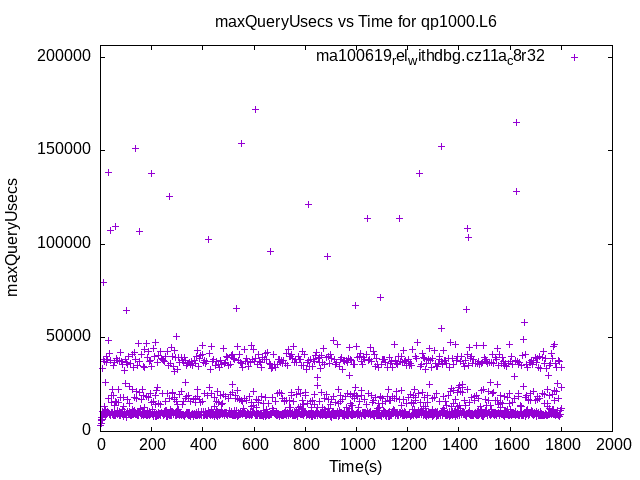 maxQueryUsecs vs Time for qp1000.L6
ma100619relwithdbg.cz11ac8r32
200000
150000
100000
50000
0
maxQueryUsecs
0 200 400 600 800 1000 1200 1400 1600 1800 2000
Time(s)